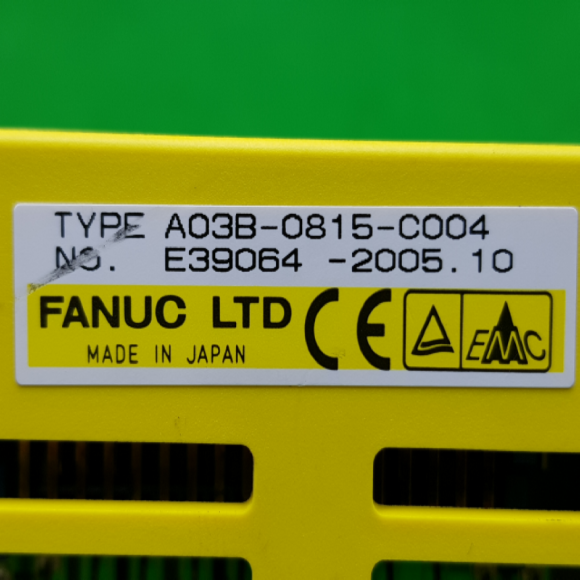 TYPE A03B-0815-C004
NO. E39064 -2005.10
FANUC LTD CE EMC
MADE IN JAPAN